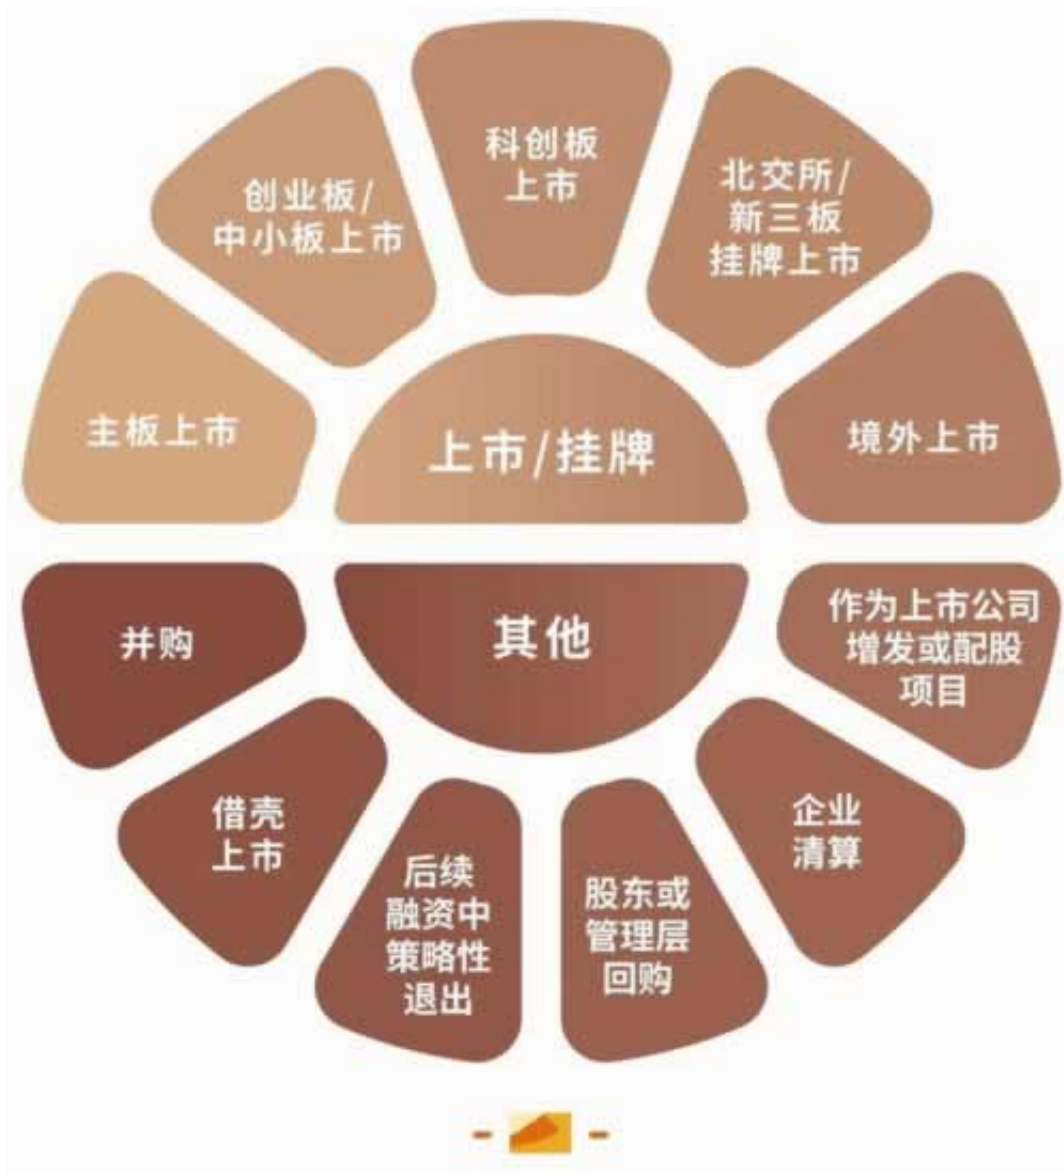 科创板
上市
创业板/
中小板上市
北交所/
新三板
挂牌上市
主板上市
上市/挂牌
境外上市
并购
其他
作为上市公司
增发或配股
项目
借壳
上市
后续
融资中
策略性
退出
股东或
管理层
回购
企业
清算